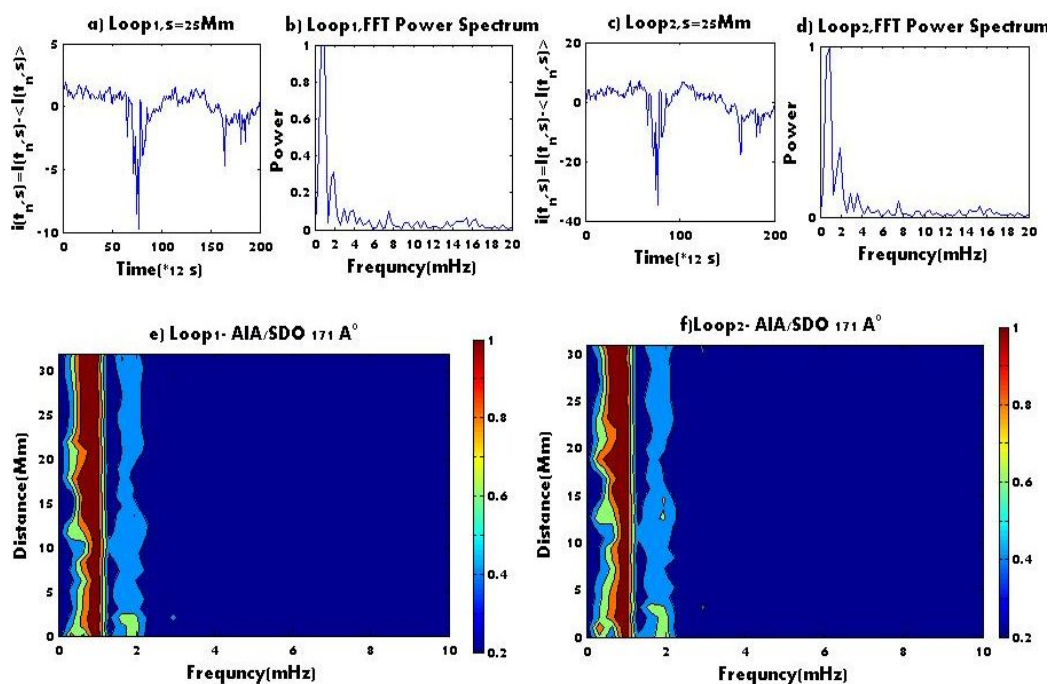 a) Loop1,s=25Mm
i(tn,s)=I(tn,s)-<I(tn,s)>
5
0
-5
-10
0 50 100 150 200
Time(*12 s)
b) Loop1,FFT Power Spectrum
Power
1
0.8
0.6
0.4
0.2
0
0 2 4 6 8 10 12 14 16 18 20
Frequncy(mHz)
c) Loop2,s=25Mm
i(tn,s)=I(tn,s)-<I(tn,s)>
20
0
-20
-40
0 100 200
Time(*12 s)
d) Loop2,FFT Power Spectrum
Power
1
0
0 2 4 6 8 10 12 14 16 18 20
Frequncy(mHz)
e) Loop1- AIA/SDO 171 A°
Distance(Mm)
30
25
20
15
10
5
0
0 2 4 6 8 10
Frequncy(mHz)
1
0.8
0.6
0.4
0.2
f)Loop2- AIA/SDO 171 A°
Distance(Mm)
30
25
20
15
10
5
0
0 2 4 6 8 10
Frequncy(mHz)
1
0.8
0.6
0.4
0.2